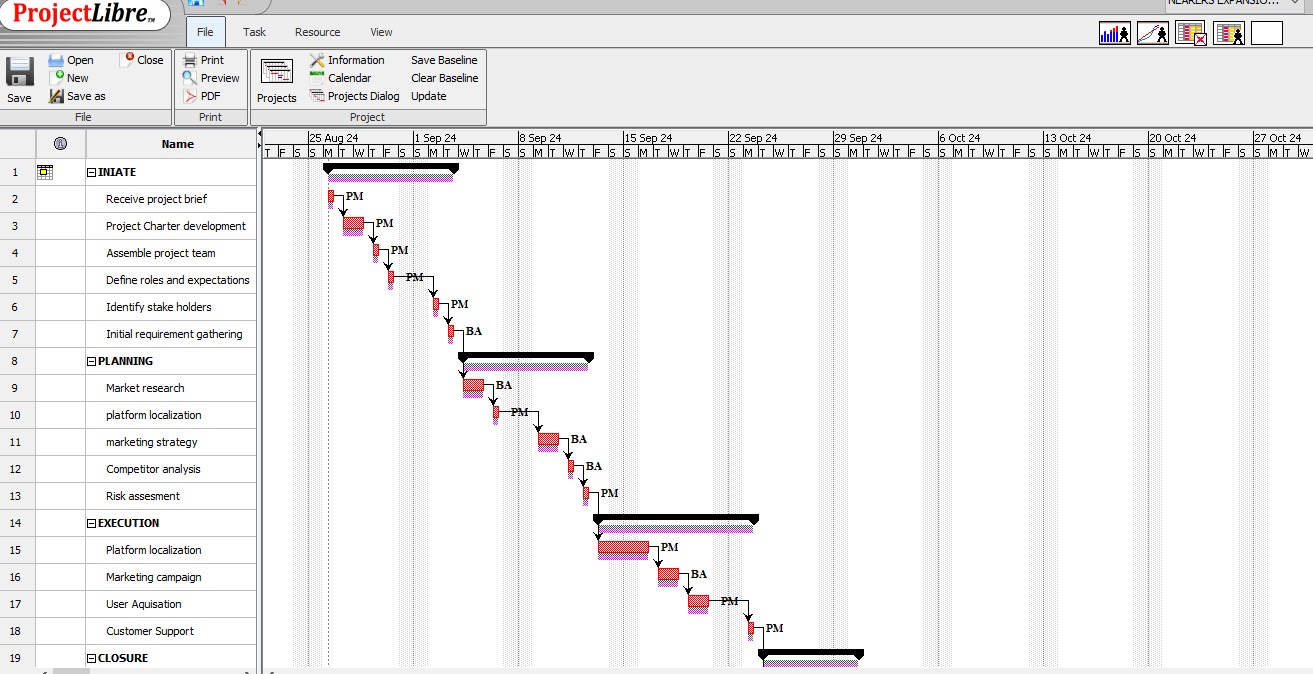 ProjectLibre™
NEARERS EXPANSIO...
File Task Resource View
Save
Open
New
Save as
Close
File
Print
Preview
PDF
Print
Projects
Information
Calendar
Projects Dialog
Save Baseline
Clear Baseline
Update
Project
Name
25 Aug 24 1 Sep 24 8 Sep 24 15 Sep 24 22 Sep 24 29 Sep 24 6 Oct 24 13 Oct 24 20 Oct 24 27 Oct 24
T F S S M T W T F S S M T W T F S S M T W T F S S M T W T F S S M T W T F S S M T W T F S S M T W T F S S M T W T F S S M T W T F S S M T W
1 INIATE
2 Receive project brief PM
3 Project Charter development PM
4 Assemble project team PM
5 Define roles and expectations PM
6 Identify stake holders PM
7 Initial requirement gathering BA
8 PLANNING
9 Market research BA
10 platform localization PM
11 marketing strategy BA
12 Competitor analysis BA
13 Risk assesment PM
14 EXECUTION
15 Platform localization PM
16 Marketing campaign BA
17 User Aquisation PM
18 Customer Support PM
19 CLOSURE